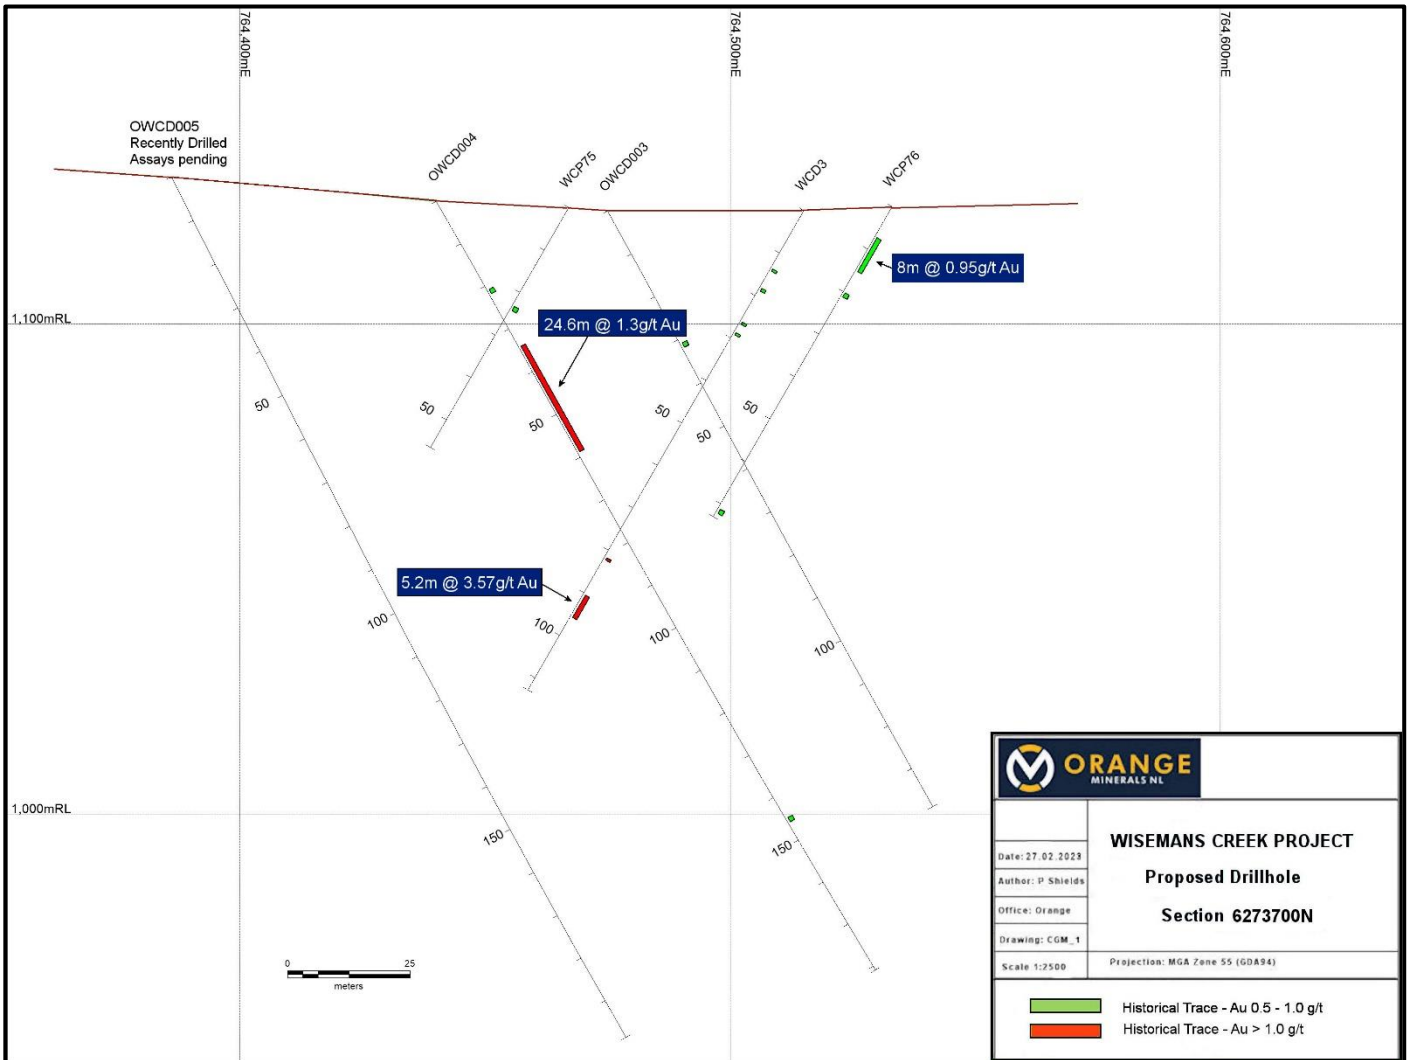 764,400mE
764,500mE
764,600mE
OWCD005
Recently Drilled
Assays pending
OWCD004
WCP75
OWCD003
WCD3
WCP76
8m @ 0.95g/t Au
24.6m @ 1.3g/t Au
1,100mRL
50
50
50
50
50
50
5.2m @ 3.57g/t Au
100
100
100
100
1,000mRL
150
150
0
25
meters
ORANGE
MINERALS NL
WISEMANS CREEK PROJECT
Proposed Drillhole
Section 6273700N
Date: 27.02.2023
Author: P Shields
Office: Orange
Drawing: CGM_1
Scale 1:2500
Projection: MGA Zone 55 (GDA94)
Historical Trace - Au 0.5 - 1.0 g/t
Historical Trace - Au > 1.0 g/t